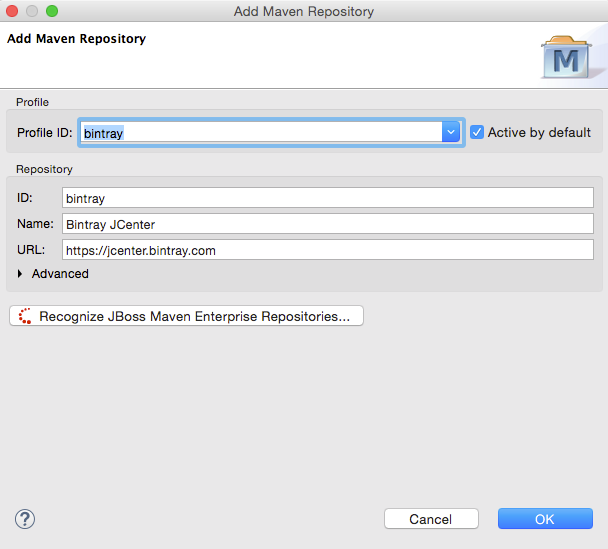 Add Maven Repository
Add Maven Repository
M
Profile
Profile ID: bintray Active by default
Repository
ID: bintray
Name: Bintray JCenter
URL: https://jcenter.bintray.com
Advanced
Recognize JBoss Maven Enterprise Repositories...
? Cancel OK